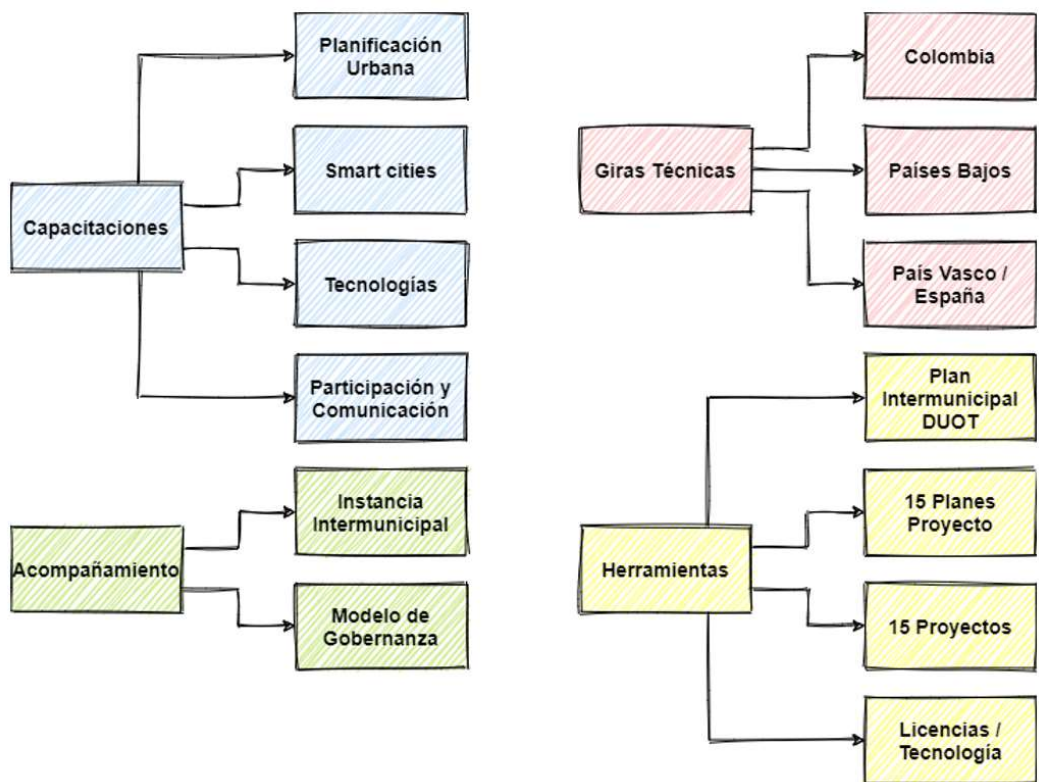 Capacitaciones
Planificación
Urbana
Smart cities
Tecnologías
Participación y
Comunicación
Acompañamiento
Instancia
Intermunicipal
Modelo de
Gobernanza
Giras Técnicas
Colombia
Países Bajos
País Vasco /
España
Herramientas
Plan
Intermunicipal
DUOT
15 Planes
Proyecto
15 Proyectos
Licencias /
Tecnología